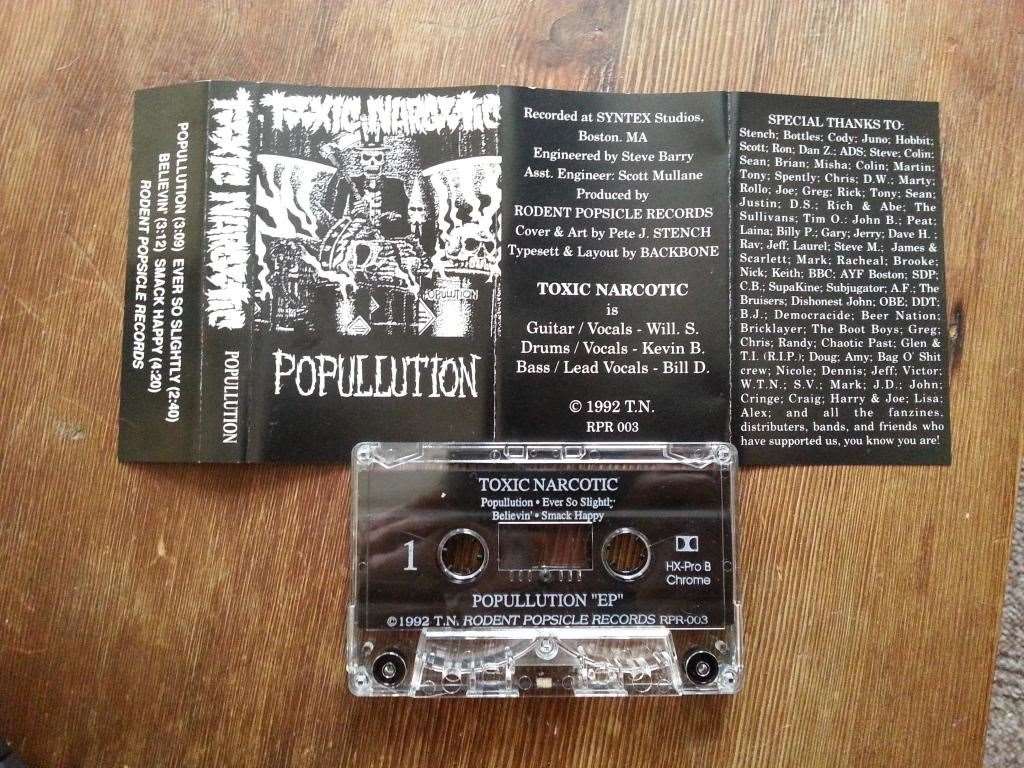 POPULLUTION (3:09) EVER SO SLIGHTLY (2:40)
BELIEVIN' (3:12) SMACK HAPPY (4:20)
RODENT POPSICLE RECORDS
TOXIC NARCOTIC
POPULLUTION
TOXIC NARCOTIC
POPULLUTION
POPULLUTION
Recorded at SYNTEX Studios,
Boston. MA
Engineered by Steve Barry
Asst. Engineer: Scott Mullane
Produced by
RODENT POPSICLE RECORDS
Cover & Art by Pete J. STENCH
Typesett & Layout by BACKBONE
TOXIC NARCOTIC
is
Guitar / Vocals - Will. S.
Drums / Vocals - Kevin B.
Bass / Lead Vocals - Bill D.
© 1992 T.N.
RPR 003
SPECIAL THANKS TO:
Stench; Bottles; Cody; Juno; Hobbit;
Scott; Ron; Dan Z.; ADS; Steve; Colin;
Sean; Brian; Misha; Colin; Martin;
Tony; Spently; Chris; D.W.; Marty;
Rollo; Joe; Greg; Rick; Tony; Sean;
Justin; D.S.; Rich & Abe; The
Sullivans; Tim O.; John B.; Peat;
Laina; Billy P.; Gary; Jerry; Dave H. ;
Rav; Jeff, Laurel; Steve M.; James &
Scarlett; Mark; Racheal; Brooke;
Nick; Keith; BBC; AYF Boston; SDP;
C.B.; SupaKine; Subjugator; A.F.; The
Bruisers; Dishonest John; OBE; DDT;
B.J.; Democracide; Beer Nation;
Bricklayer; The Boot Boys; Greg;
Chris; Randy; Chaotic Past; Glen &
T.I. (R.I.P.); Doug; Amy; Bag O' Shit
crew; Nicole; Dennis; Jeff; Victor;
W.T.N.; S.V.; Mark; J.D.; John;
Cringe; Craig; Harry & Joe; Lisa;
Alex; and all the fanzines,
distributers, bands, and friends who
have supported us, you know you are!
TOXIC NARCOTIC
Popullution • Ever So Slightly
Believin' • Smack Happy
1
HX-Pro B
Chrome
POPULLUTION "EP"
©1992 T.N. RODENT POPSICLE RECORDS RPR-003